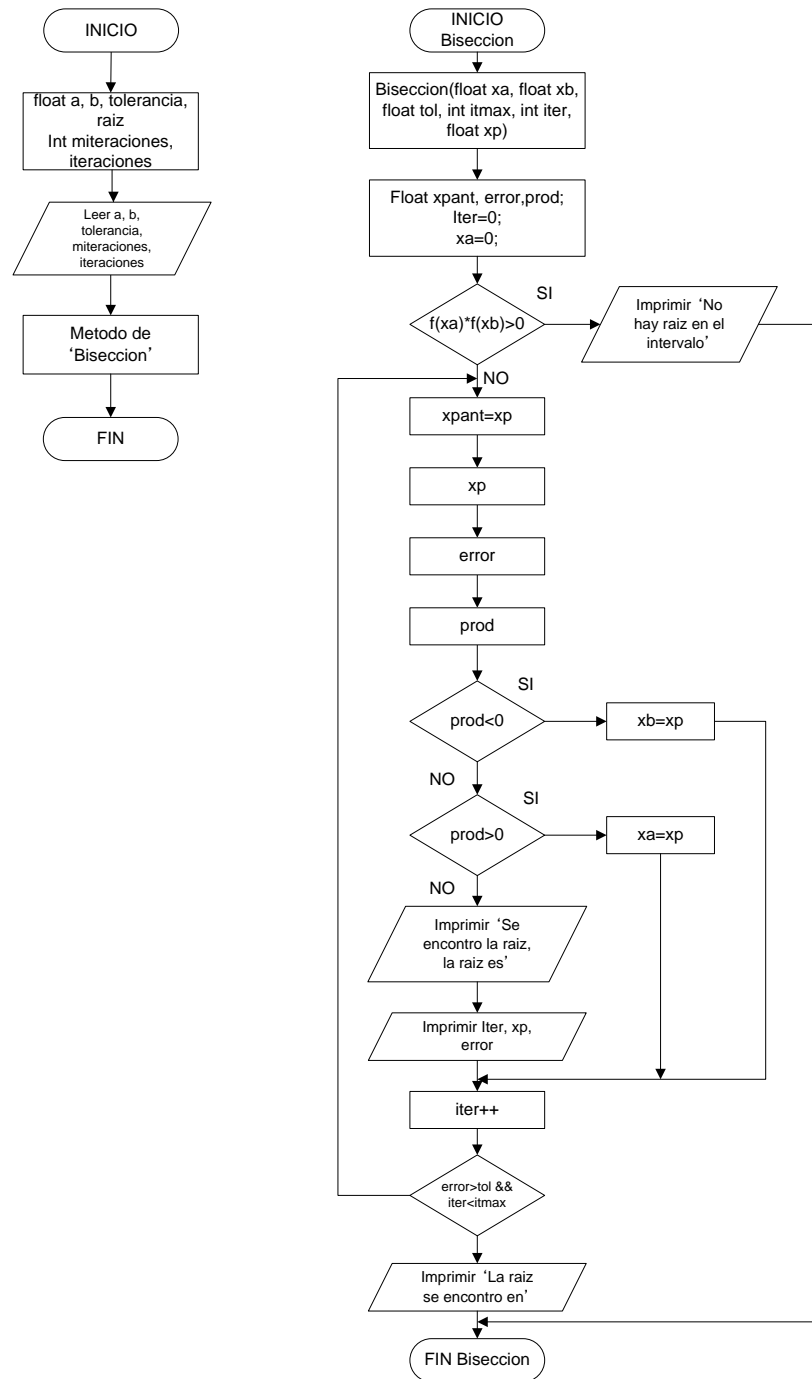 INICIO
float a, b, tolerancia,
raiz
Int miteraciones,
iteraciones
Leer a, b,
tolerancia,
miteraciones,
iteraciones
Metodo de
‘Biseccion’
FIN
INICIO
Biseccion
Biseccion(float xa, float xb,
float tol, int itmax, int iter,
float xp)
Float xpant, error,prod;
Iter=0;
xa=0;
f(xa)*f(xb)>0
SI
Imprimir ‘No
hay raiz en el
intervalo’
NO
xpant=xp
xp
error
prod
prod<0
SI
xb=xp
NO
prod>0
SI
xa=xp
NO
Imprimir ‘Se
encontro la raiz,
la raiz es’
Imprimir Iter, xp,
error
iter++
error>tol &&
iter<itmax
Imprimir ‘La raiz
se encontro en’
FIN Biseccion